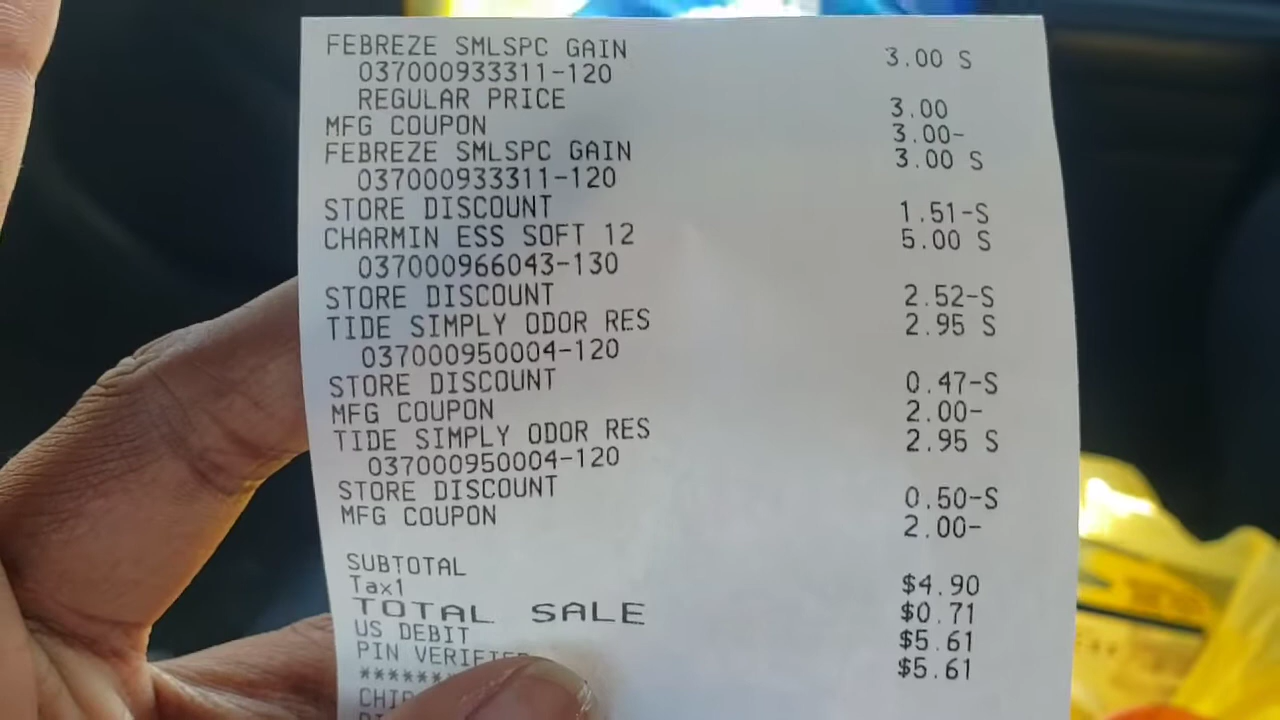 FEBREZE SMLSPC GAIN 3.00 S
037000933311-120
REGULAR PRICE 3.00
MFG COUPON 3.00-
FEBREZE SMLSPC GAIN 3.00 S
037000933311-120
STORE DISCOUNT 1.51-S
CHARMIN ESS SOFT 12 5.00 S
037000966043-130
STORE DISCOUNT 2.52-S
TIDE SIMPLY ODOR RES 2.95 S
037000950004-120
STORE DISCOUNT 0.47-S
MFG COUPON 2.00-
TIDE SIMPLY ODOR RES 2.95 S
037000950004-120
STORE DISCOUNT 0.50-S
MFG COUPON 2.00-
SUBTOTAL $4.90
Tax1 $0.71
TOTAL SALE $5.61
US DEBIT $5.61
PIN